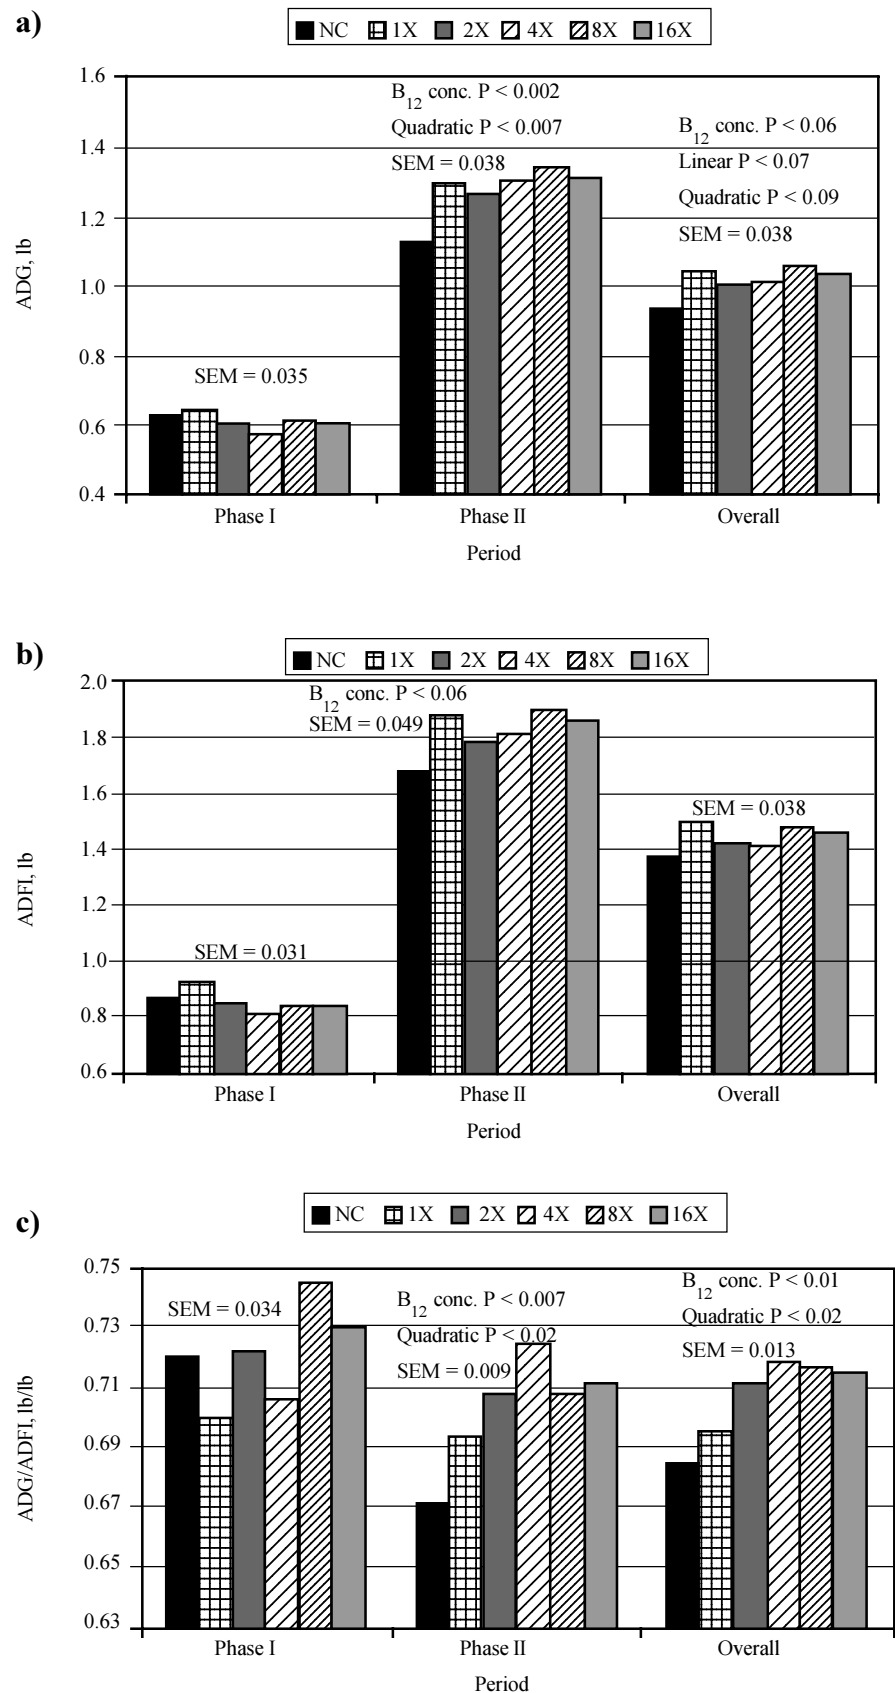 a)
NC 1X 2X 4X 8X 16X
1.6
1.4
1.2
1.0
0.8
0.6
0.4
ADG, lb
B12 conc. P < 0.002
Quadratic P < 0.007
SEM = 0.038
B12 conc. P < 0.06
Linear P < 0.07
Quadratic P < 0.09
SEM = 0.038
SEM = 0.035
Phase I Phase II Overall
Period
b)
NC 1X 2X 4X 8X 16X
2.0
1.8
1.6
1.4
1.2
1.0
0.8
0.6
ADFI, lb
B12 conc. P < 0.06
SEM = 0.049
SEM = 0.038
SEM = 0.031
Phase I Phase II Overall
Period
c)
NC 1X 2X 4X 8X 16X
0.75
0.73
0.71
0.69
0.67
0.65
0.63
ADG/ADFI, lb/lb
SEM = 0.034
B12 conc. P < 0.007
Quadratic P < 0.02
SEM = 0.009
B12 conc. P < 0.01
Quadratic P < 0.02
SEM = 0.013
Phase I Phase II Overall
Period